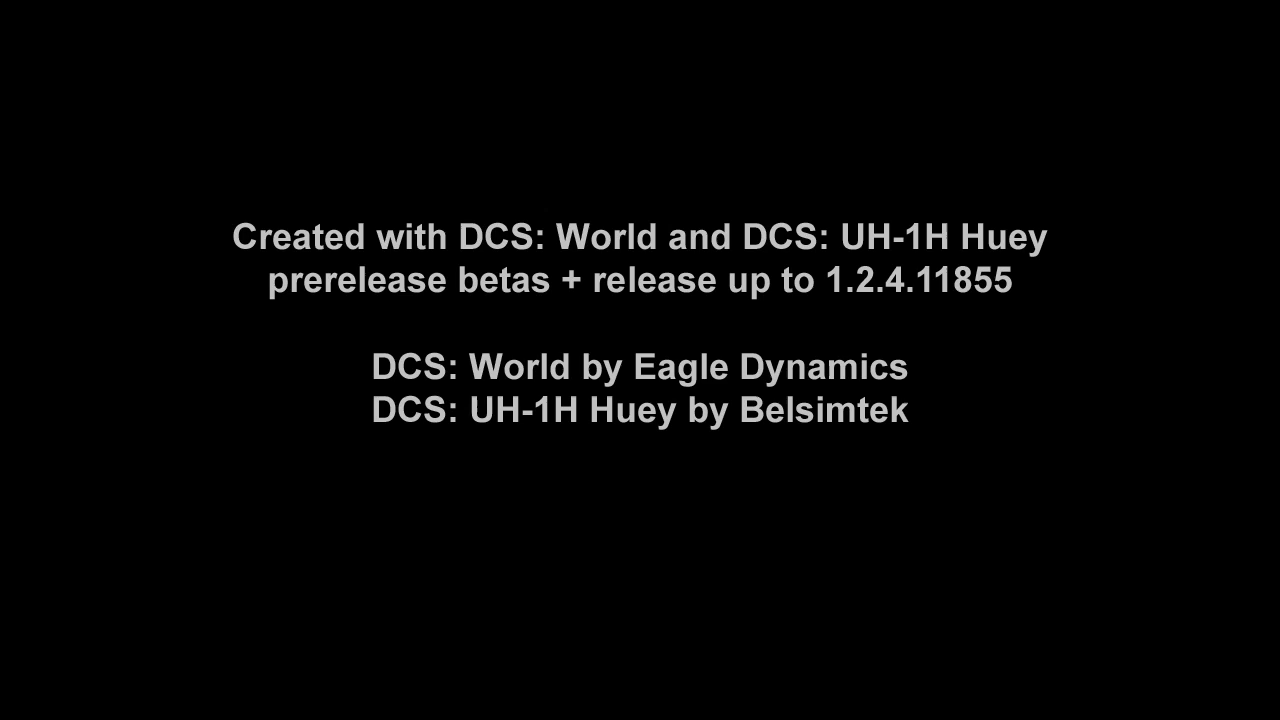 Created with DCS: World and DCS: UH-1H Huey
prerelease betas + release up to 1.2.4.11855
DCS: World by Eagle Dynamics
DCS: UH-1H Huey by Belsimtek